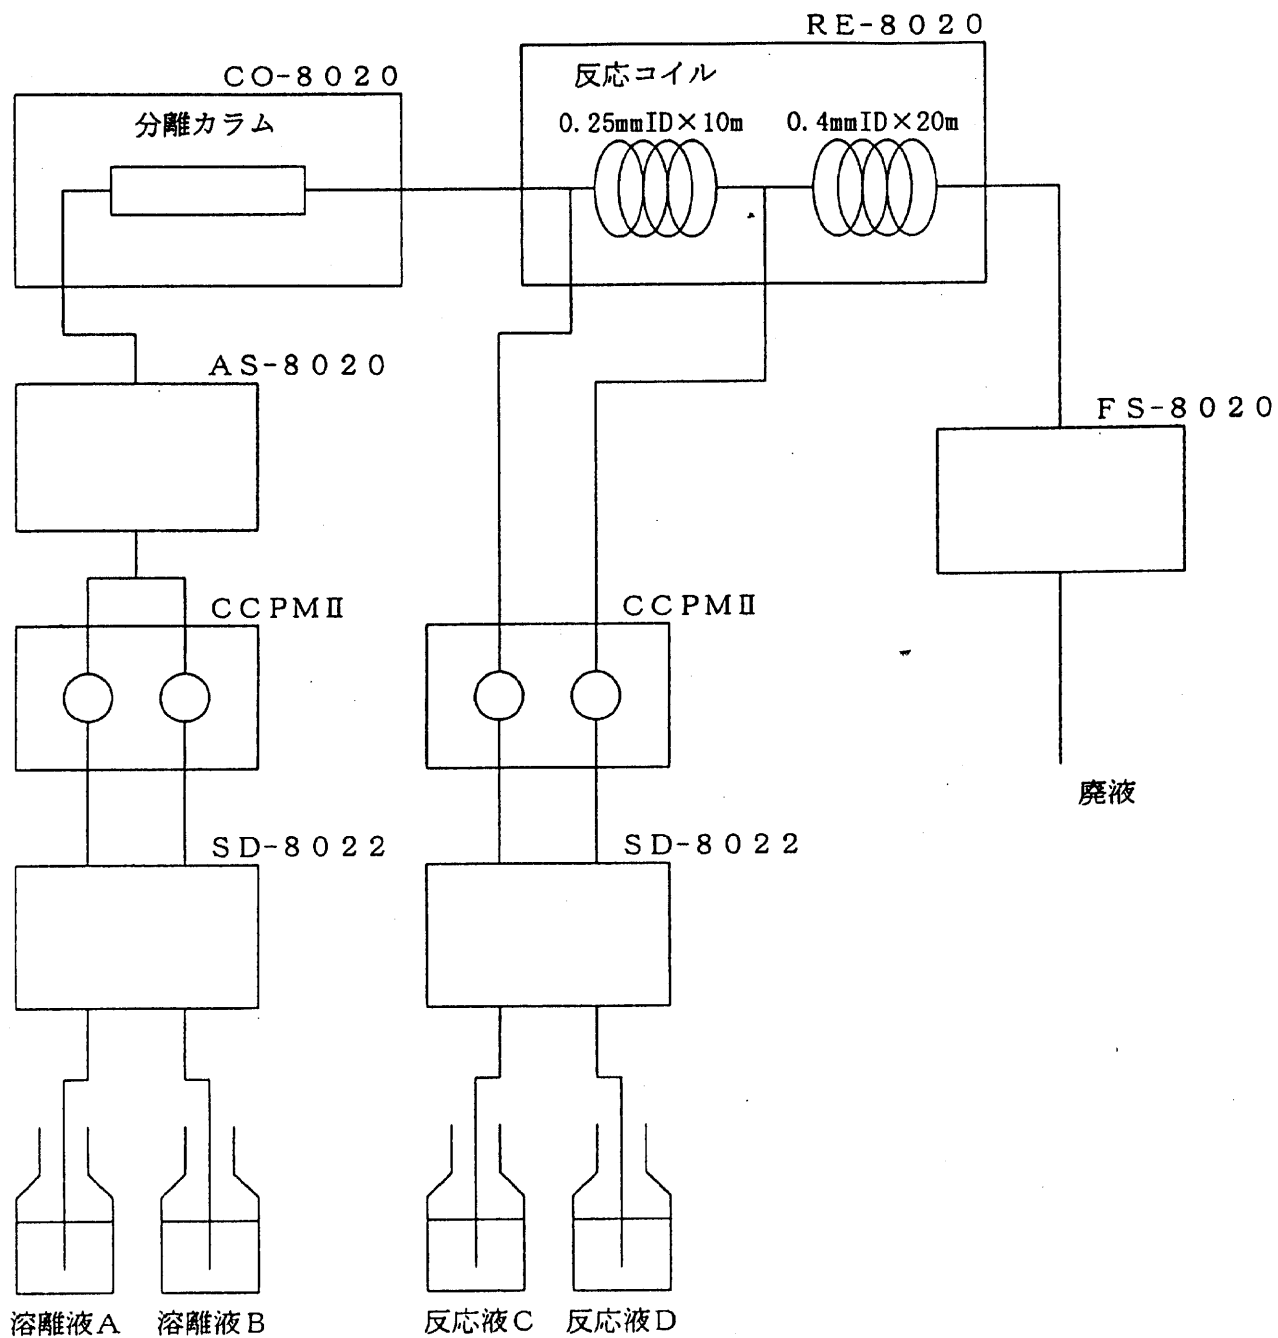 RE-8020
CO-8020
反応コイル
分離カラム
0.25mmID×10m
0.4mmID×20m
AS-8020
FS-8020
CCPMⅡ
CCPMⅡ
廃液
SD-8022
SD-8022
溶離液A
溶離液B
反応液C
反応液D